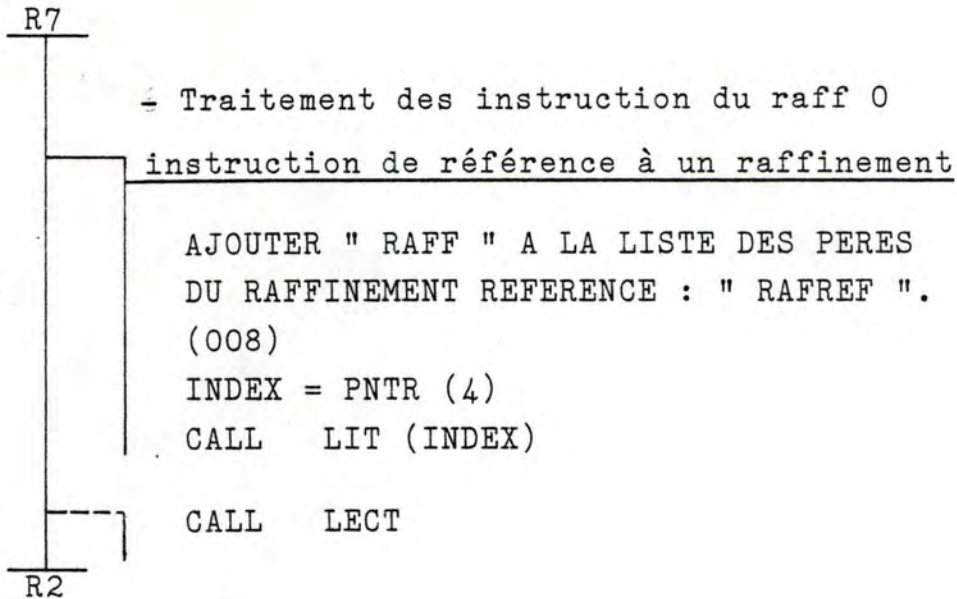 R7
- Traitement des instruction du raff 0
instruction de référence à un raffinement
AJOUTER " RAFF " A LA LISTE DES PERES
DU RAFFINEMENT REFERENCE : " RAFREF ".
(008)
INDEX = PNTR (4)
CALL LIT (INDEX)
CALL LECT
R2